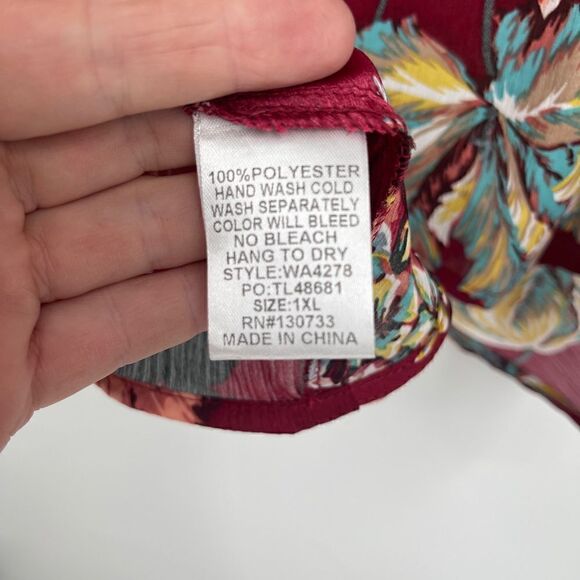 100%POLYESTER
HAND WASH COLD
WASH SEPARATELY
COLOR WILL BLEED
NO BLEACH
HANG TO DRY
STYLE:WA4278
PO:TL48681
SIZE:1XL
RN#130733
MADE IN CHINA